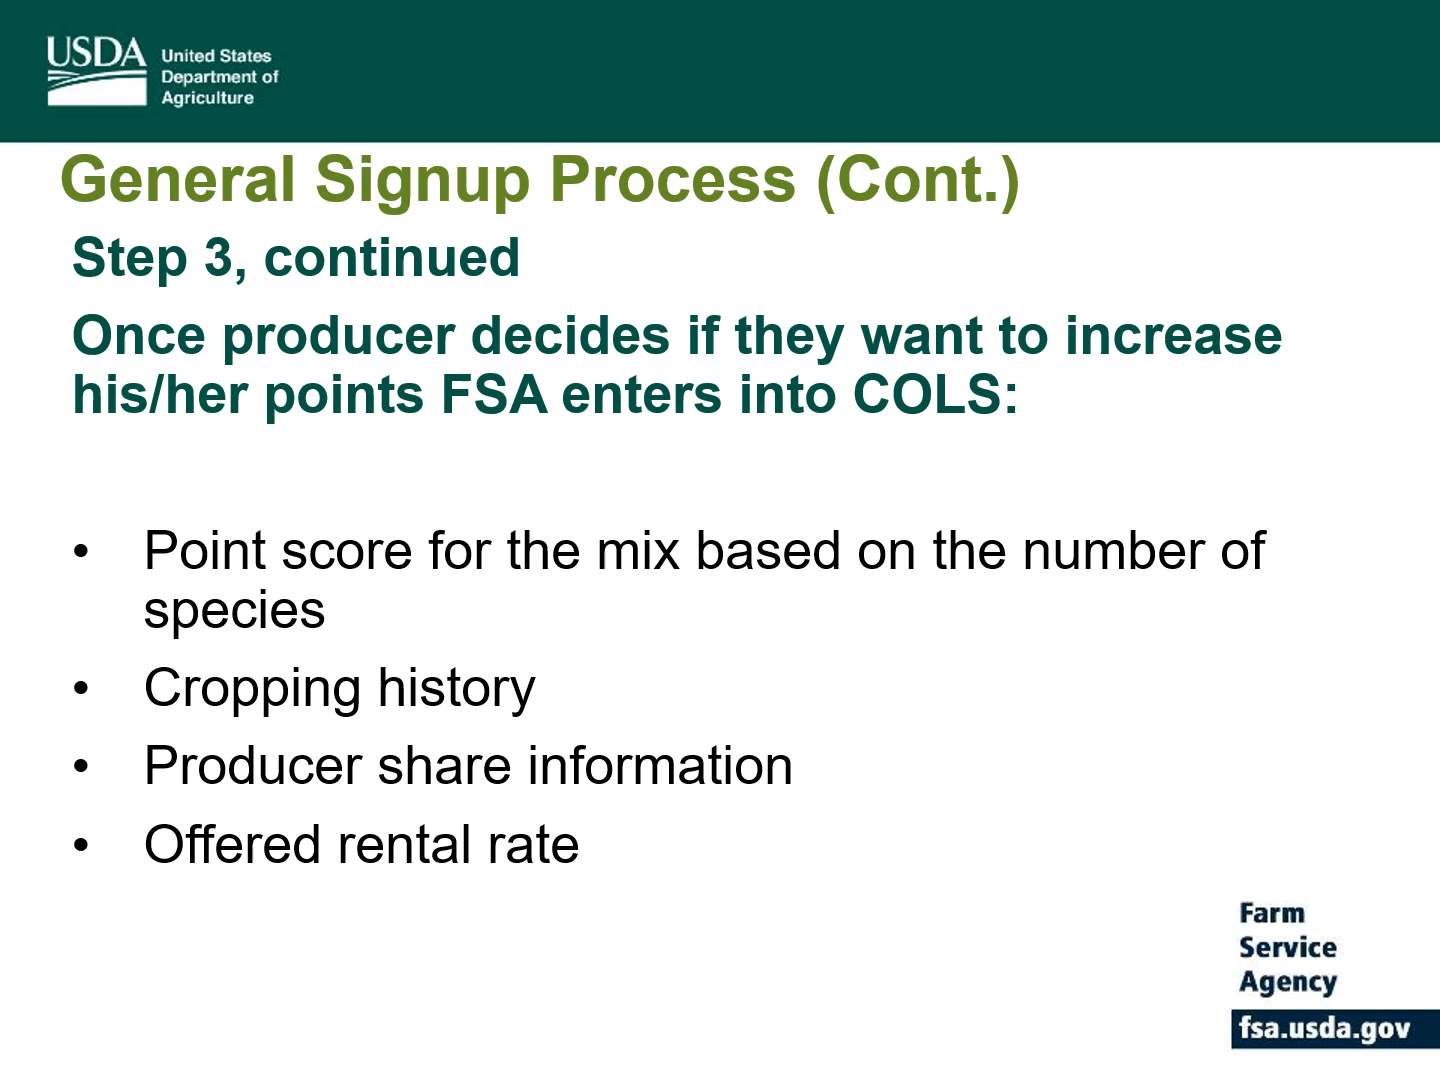 USDA
United States
Department of
Agriculture
General Signup Process (Cont.)
Step 3, continued
Once producer decides if they want to increase
his/her points FSA enters into COLS:
• Point score for the mix based on the number of
species
• Cropping history
• Producer share information
• Offered rental rate
Farm
Service
Agency
fsa.usda.gov